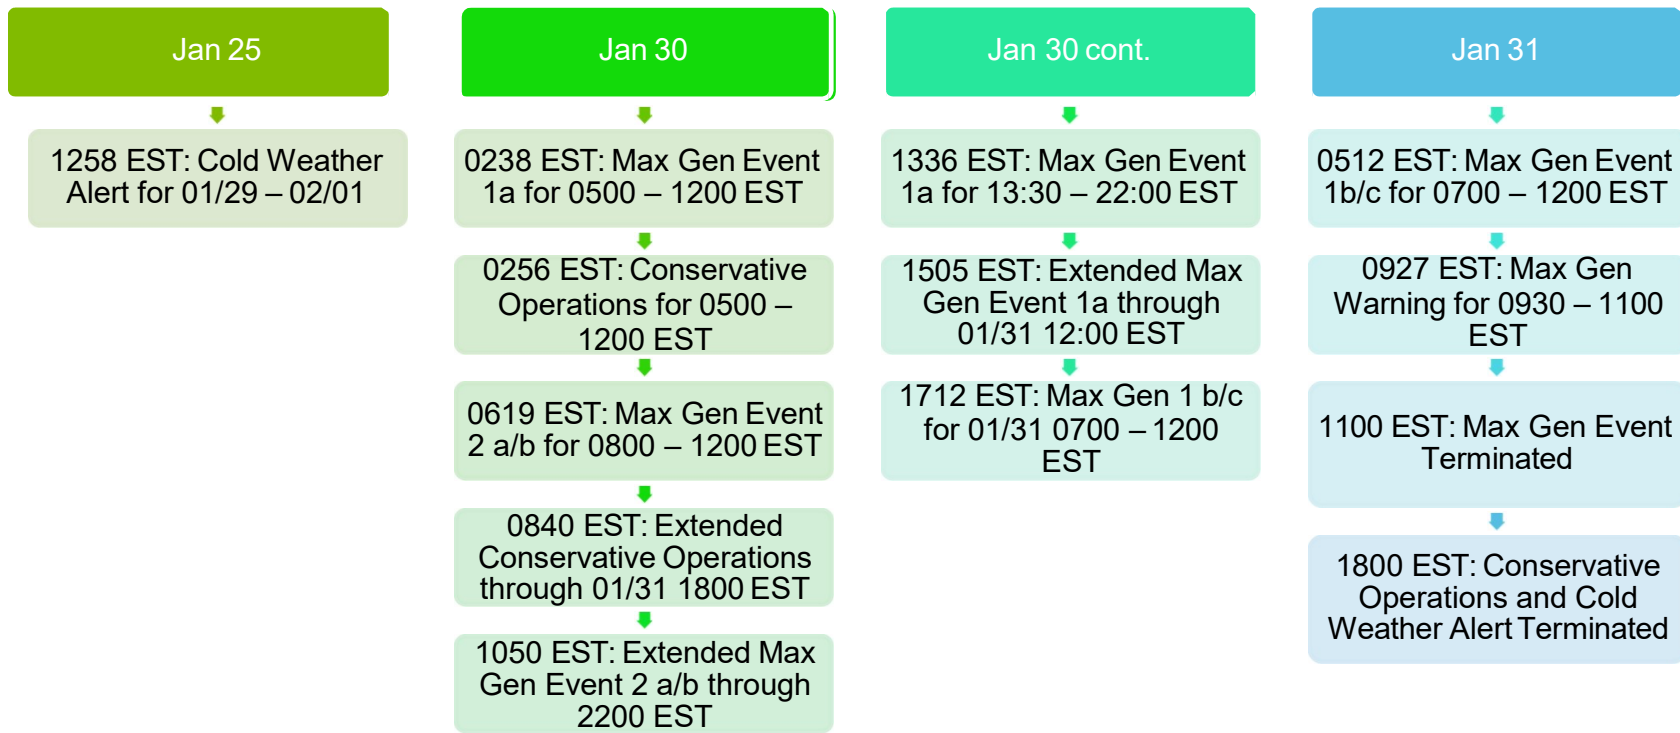 Jan 25
1258 EST: Cold Weather
Alert for 01/29 – 02/01
Jan 30
0238 EST: Max Gen Event
1a for 0500 – 1200 EST
0256 EST: Conservative
Operations for 0500 –
1200 EST
0619 EST: Max Gen Event
2 a/b for 0800 – 1200 EST
0840 EST: Extended
Conservative Operations
through 01/31 1800 EST
1050 EST: Extended Max
Gen Event 2 a/b through
2200 EST
Jan 30 cont.
1336 EST: Max Gen Event
1a for 13:30 – 22:00 EST
1505 EST: Extended Max
Gen Event 1a through
01/31 12:00 EST
1712 EST: Max Gen 1 b/c
for 01/31 0700 – 1200
EST
Jan 31
0512 EST: Max Gen Event
1b/c for 0700 – 1200 EST
0927 EST: Max Gen
Warning for 0930 – 1100
EST
1100 EST: Max Gen Event
Terminated
1800 EST: Conservative
Operations and Cold
Weather Alert Terminated